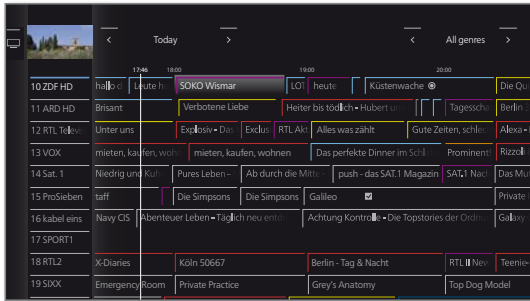 < Today > < All genres >
17:46 18:00 19:00 20:00
10 ZDF HD hallo d Leute h SOKO Wismar LOT heute Küstenwache Die Qu
11 ARD HD Brisant Verbotene Liebe Heiter bis tödlich - Hubert un Tagesscha Berlin
12 RTL Televis Unter uns Explosiv - Das Exclus RTL Akt Alles was zählt Gute Zeiten, schlec Alexa -
13 VOX mieten, kaufen, woh mieten, kaufen, wohnen Das perfekte Dinner im Schl Prominent! Rizzoli
14 Sat. 1 Niedrig und Kuh Pures Leben - Ab durch die Mitte - push - das SAT.1 Magazin SAT.1 Nach Das Mu
15 ProSieben taff Die Simpsons Die Simpsons Galileo Private
16 kabel eins Navy CIS Abenteuer Leben - Täglich neu entd Achtung Kontrolle - Die Topstories der Ordnu Galaxy
17 SPORT1
18 RTL2 X-Diaries Köln 50667 Berlin - Tag & Nacht RTL II New Teenie-
19 SIXX Emergency Room Private Practice Grey's Anatomy Top Dog Model